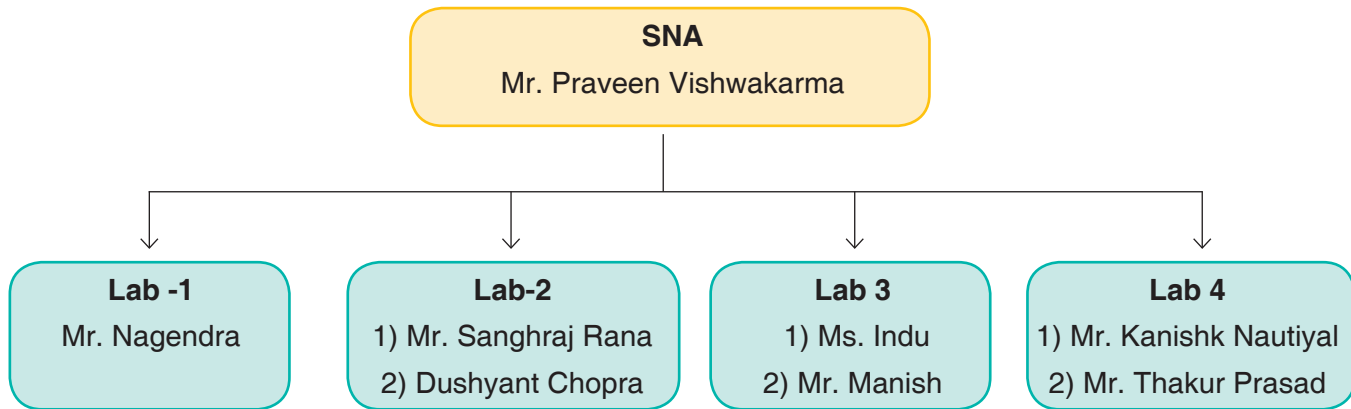 SNA
Mr. Praveen Vishwakarma
Lab -1
Mr. Nagendra
Lab-2
1) Mr. Sanghraj Rana
2) Dushyant Chopra
Lab 3
1) Ms. Indu
2) Mr. Manish
Lab 4
1) Mr. Kanishk Nautiyal
2) Mr. Thakur Prasad